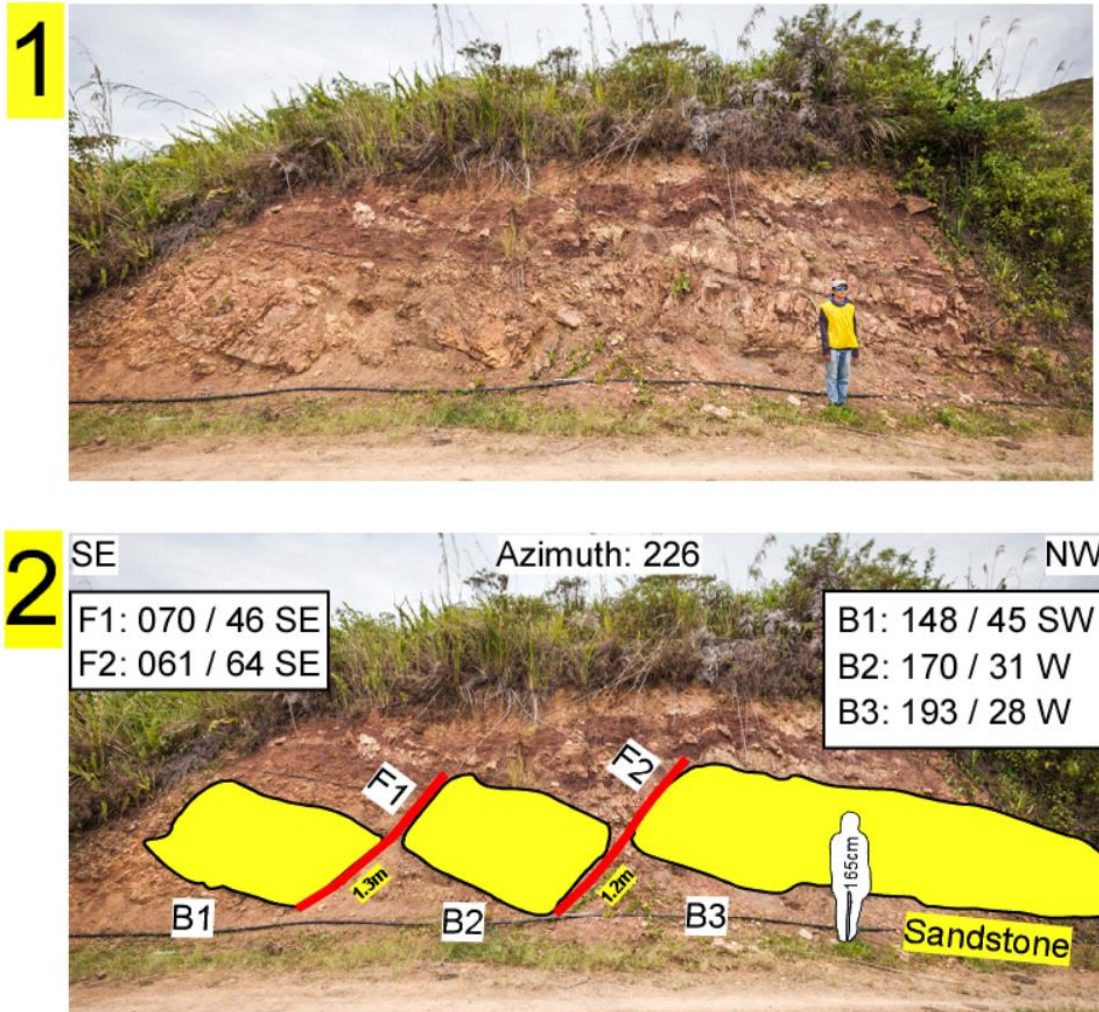 1
2
SE
Azimuth: 226
NW
F1: 070 / 46 SE
F2: 061 / 64 SE
B1: 148 / 45 SW
B2: 170 / 31 W
B3: 193 / 28 W
F1
F2
1.3m
1.2m
165cm
B1
B2
B3
Sandstone